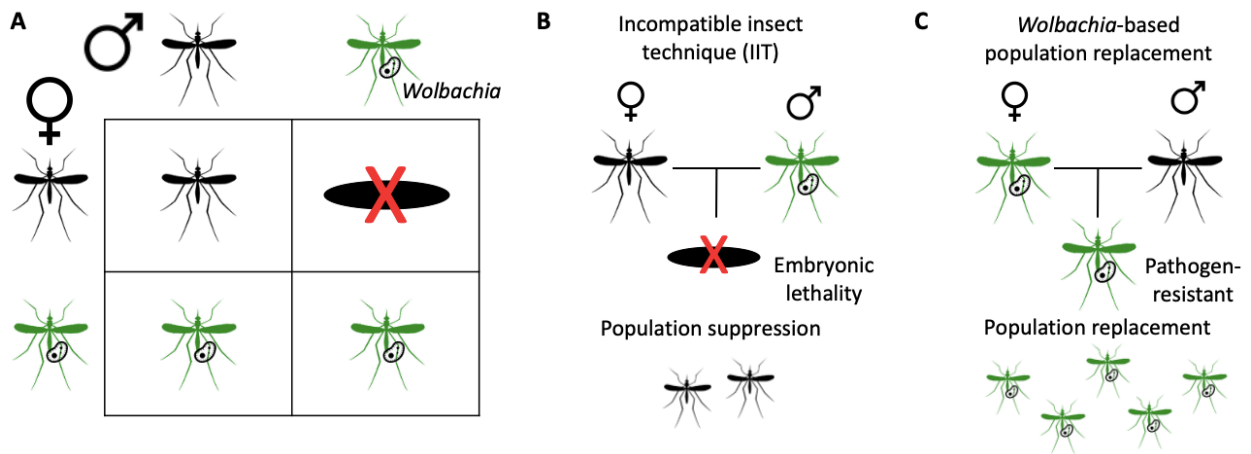 A
Wolbachia
B
Incompatible insect
technique (IIT)
Embryonic
lethality
Population suppression
C
Wolbachia-based
population replacement
Pathogen-
resistant
Population replacement